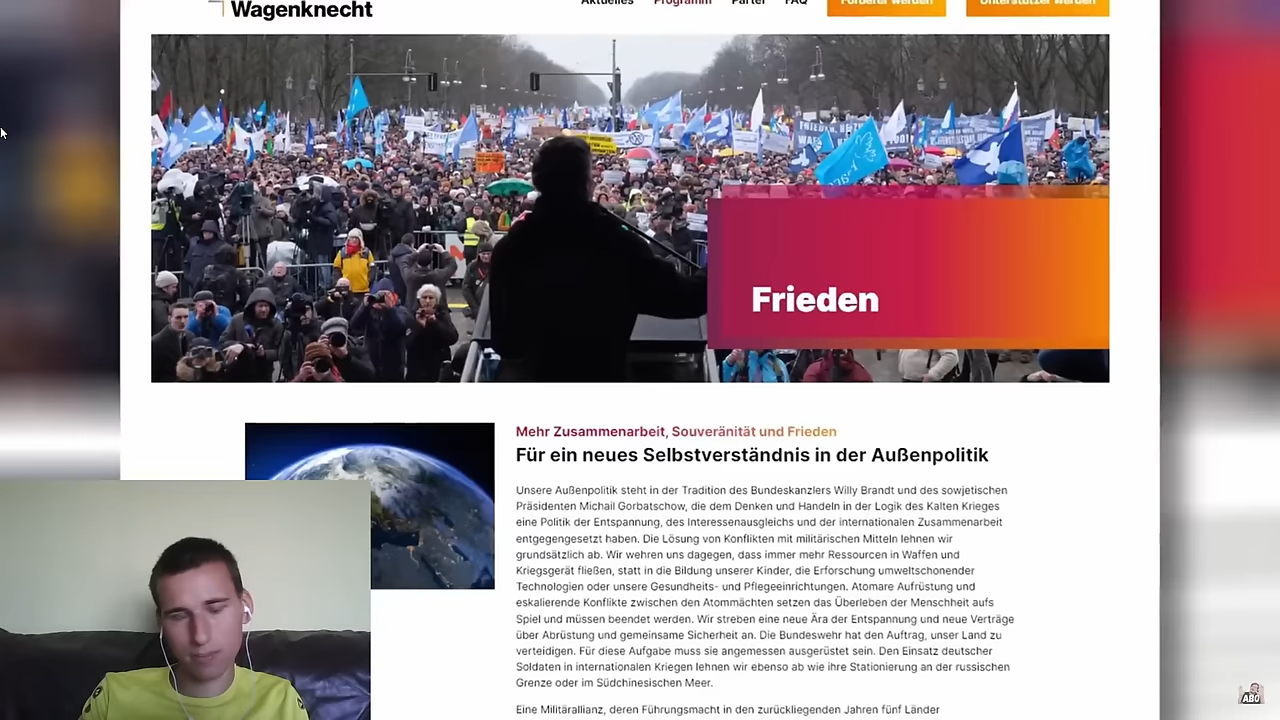 Wagenknecht
Aktuelles Programm Partei FAQ Förderer werden Unterstützer werden
Frieden
Mehr Zusammenarbeit, Souveränität und Frieden
Für ein neues Selbstverständnis in der Außenpolitik
Unsere Außenpolitik steht in der Tradition des Bundeskanzlers Willy Brandt und des sowjetischen
Präsidenten Michail Gorbatschow, die dem Denken und Handeln in der Logik des Kalten Krieges
eine Politik der Entspannung, des Interessenausgleichs und der internationalen Zusammenarbeit
entgegengesetzt haben. Die Lösung von Konflikten mit militärischen Mitteln lehnen wir
grundsätzlich ab. Wir wehren uns dagegen, dass immer mehr Ressourcen in Waffen und
Kriegsgerät fließen, statt in die Bildung unserer Kinder, die Erforschung umweltschonender
Technologien oder unsere Gesundheits- und Pflegeeinrichtungen. Atomare Aufrüstung und
eskalierende Konflikte zwischen den Atommächten setzen das Überleben der Menschheit aufs
Spiel und müssen beendet werden. Wir streben eine neue Ära der Entspannung und neue Verträge
über Abrüstung und gemeinsame Sicherheit an. Die Bundeswehr hat den Auftrag, unser Land zu
verteidigen. Für diese Aufgabe muss sie angemessen ausgerüstet sein. Den Einsatz deutscher
Soldaten in internationalen Kriegen lehnen wir ebenso ab wie ihre Stationierung an der russischen
Grenze oder im Südchinesischen Meer.
Eine Militärallianz, deren Führungsmacht in den zurückliegenden Jahren fünf Länder
ABO